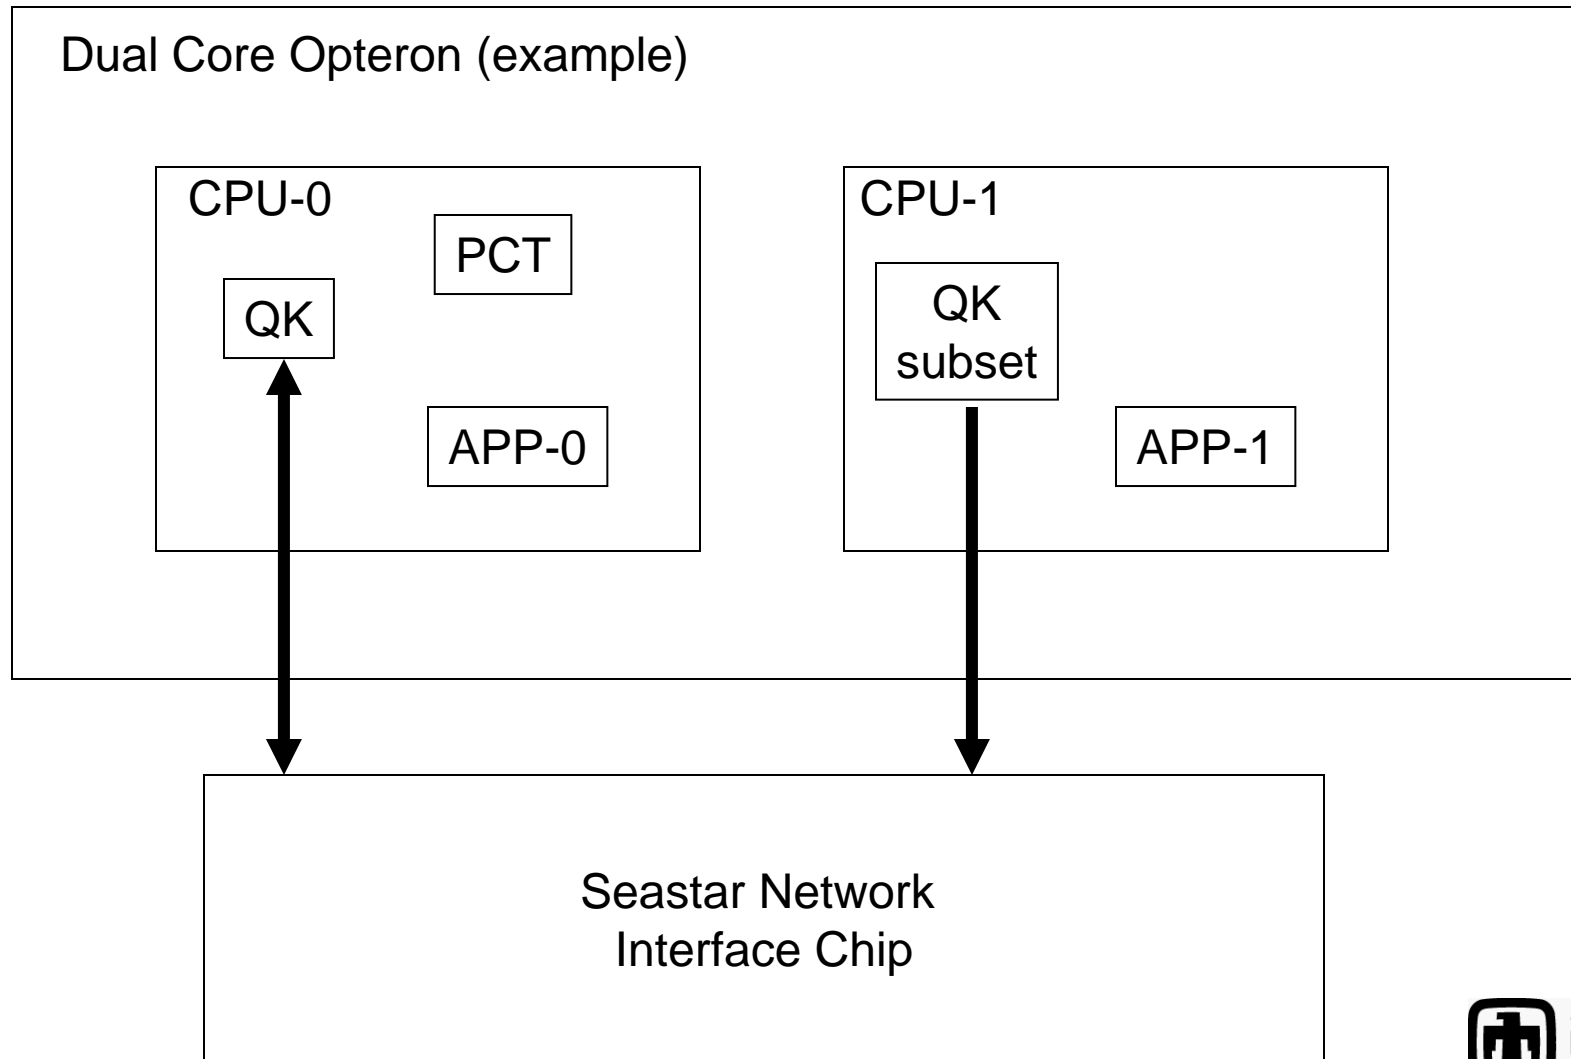 Dual Core Opteron (example)
CPU-0
PCT
QK
APP-0
CPU-1
QK
subset
APP-1
Seastar Network
Interface Chip